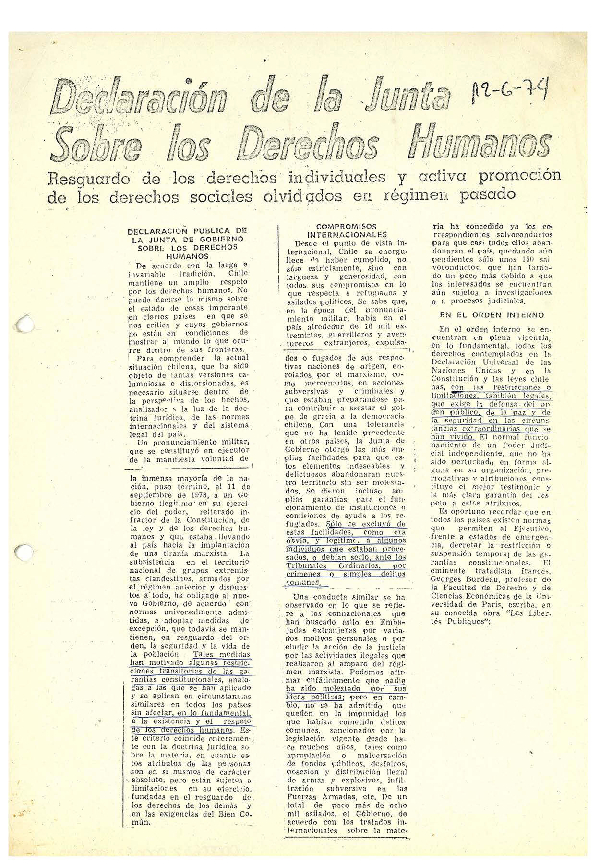 Declaración de la Junta
12-6-74
Sobre los Derechos Humanos
Resguardo de los derechos individuales y activa promoción
de los derechos sociales olvidados en régimen pasado
DECLARACION PUBLICA DE
LA JUNTA DE GOBIERNO
SOBRE LOS DERECHOS
HUMANOS
De acuerdo con la larga e
invariable tradición, Chile
mantiene un amplio respeto
por los derechos humanos. No
puede decirse lo mismo sobre
el estado de cosas imperante
en ciertos países en que se
nos critica y cuyos gobiernos
no están en condiciones de
mostrar al mundo lo que ocu-
rre dentro de sus fronteras.
Para comprender la actual
situación chilena, que ha sido
objeto de tantas versiones ca-
lumniosas o distorsionadas, es
necesario situarse dentro de
la perspectiva de los hechos,
analizados a la luz de la doc-
trina jurídica, de las normas
internacionales y del sistema
legal del país.
Un pronunciamiento militar,
que se constituyó en ejecutor
de la manifiesta voluntad de
la inmensa mayoría de la na-
ción, puso término, el 11 de
septiembre de 1973, a un Go-
bierno ilegítimo en su ejerci-
cio del poder, reiterado in-
fractor de la Constitución, de
la ley y de los derechos hu-
manos y que estaba llevando
al país hacia la implantación
de una tiranía marxista. La
subsistencia en el territorio
nacional de grupos extremis-
tas clandestinos, armados por
el régimen anterior y dispues-
tos a todo, ha obligado al nue-
vo Gobierno, de acuerdo con
normas universalmente admi-
tidas, a adoptar medidas de
excepción, que todavía se man-
tienen, en resguardo del or-
den, la seguridad y la vida de
la población. Tales medidas
han motivado algunas restric-
ciones transitorias de las ga-
rantías constitucionales, análo-
gas a las que se han aplicado
y se aplican en circunstancias
similares en todos los países
sin afectar, en lo fundamental,
a la existencia y el respeto
de los derechos humanos. Es-
te criterio coincide enteramen-
te con la doctrina jurídica so-
bre la materia, en cuanto es
los atributos de las personas
son en sí mismos de carácter
absoluto, pero están sujetos a
limitaciones en su ejercicio,
fundadas en el resguardo de
los derechos de los demás y
en las exigencias del Bien Co-
mún.
COMPROMISOS
INTERNACIONALES
Desde el punto de vista in-
ternacional, Chile se enorgu-
llece de haber cumplido, no
sólo estrictamente, sino con
largueza y generosidad, con
todos sus compromisos en lo
que respecta a refugiados y
asilados políticos. Se sabe que,
en la época del pronuncia-
miento militar, había en el
país alrededor de 10 mil ex-
tremistas, guerrilleros y aven-
tureros extranjeros, expulsa-
dos o fugados de sus respec-
tivas naciones de origen, en-
rolados por el marxismo, co-
mo mercenarios, en acciones
subversivas y criminales y
que estaban preparándose pa-
ra contribuir a asestar el gol-
pe de gracia a la democracia
chilena. Con una tolerancia
que no ha tenido precedente
en otros países, la Junta de
Gobierno otorgó las más am-
plias facilidades para que es-
tos elementos indeseables y
delictuosos abandonaran nues-
tro territorio sin ser molesta-
dos. Se dieron incluso am-
plias garantías para el fun-
cionamiento de instituciones o
comisiones de ayuda a los re-
fugiados. Sólo se excluyó de
estas facilidades, como era
obvio, y legítimo, a algunos
individuos que estaban proce-
sados, o debían serlo, ante los
Tribunales Ordinarios, por
crímenes o simples delitos
comunes.
Una conducta similar se ha
observado en lo que se refie-
re a los connacionales que
han buscado asilo en Emba-
jadas extranjeras por varia-
dos motivos personales o por
eludir la acción de la justicia
por las actividades ilegales que
realizaron al amparo del régi-
men marxista. Podemos afir-
mar enfáticamente que nadie
ha sido molestado por sus
ideas políticas; pero en cam-
bio, no se ha admitido que
queden en la impunidad los
que habían cometido delitos
comunes, sancionados por la
legislación vigente desde ha-
ce muchos años, tales como
apropiación o malversación
de fondos públicos, desfalcos,
posesión y distribución ilegal
de armas y explosivos, infil-
tración subversiva en las
Fuerzas Armadas, etc. De un
total de poco más de ocho
mil asilados, el Gobierno, de
acuerdo con los tratados in-
ternacionales sobre la mate-
ria ha concedido ya los co-
rrespondientes salvoconductos
para que casi todos ellos aban-
donaran el país, quedando aún
pendientes sólo unos 110 sal-
voconductos, que han tarda-
do un poco más debido a que
los interesados se encuentran
aún sujetos a investigaciones
o a procesos judiciales.
EN EL ORDEN INTERNO
En el orden interno se en-
cuentran en plena vigencia,
en lo fundamental, todos los
derechos contemplados en la
Declaración Universal de las
Naciones Unidas y en la
Constitución y las leyes chile-
nas, con las restricciones o
limitaciones, también legales,
que exige la defensa del or-
den público, de la paz y de
la seguridad en las circuns-
tancias extraordinarias que se
han vivido. El normal funcio-
namiento de un Poder Judi-
cial independiente, que no ha
sido perturbado en forma al-
guna en su organización, pre-
rrogativas y atribuciones cons-
tituye el mejor testimonio y
la más clara garantía del res-
peto a estos atributos.
Es oportuno recordar que en
todos los países existen normas
que permiten al Ejecutivo,
frente a estados de emergen-
cia, decretar la restricción o
suspensión temporal de las ga-
rantías constitucionales. El
eminente tratadista francés,
Georges Burdeau, profesor de
la Facultad de Derecho y de
Ciencias Económicas de la Uni-
versidad de París, escribe, en
su conocida obra "Les Liber-
tés Publiques":